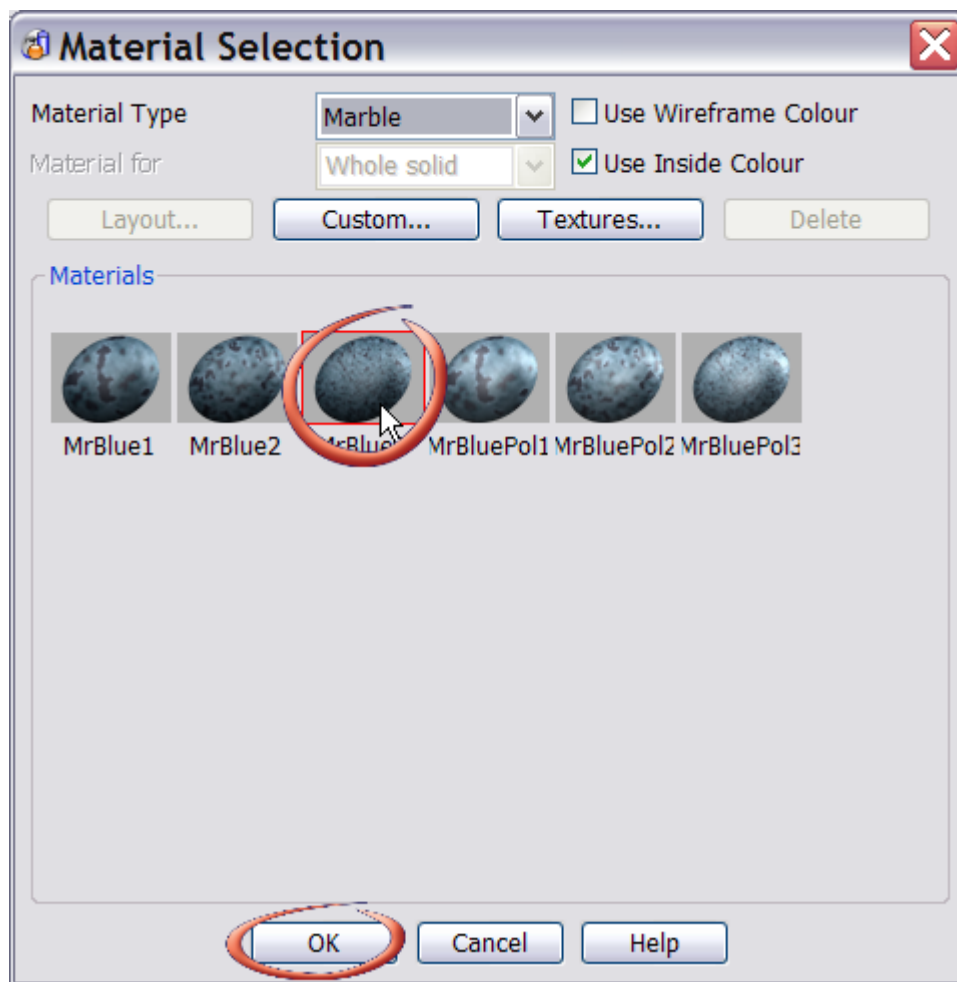 Material Selection
Material Type Marble Use Wireframe Colour
Material for Whole solid Use Inside Colour
Layout... Custom... Textures... Delete
Materials
MrBlue1 MrBlue2 MrBluePol1 MrBluePol2 MrBluePol3
OK Cancel Help